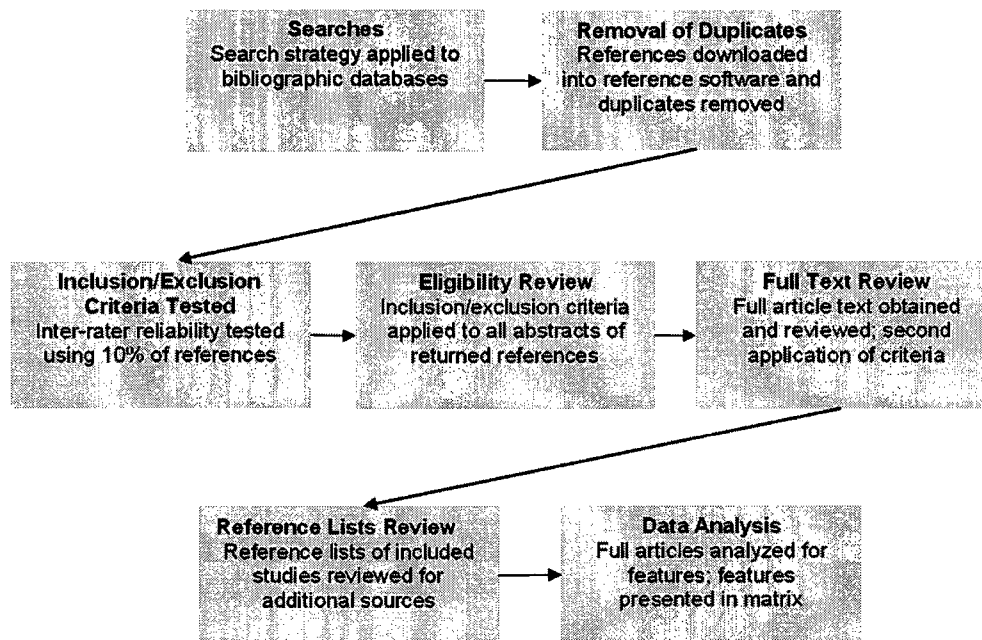 Searches
Search strategy applied to
bibliographic databases
Removal of Duplicates
References downloaded
into reference software and
duplicates removed
Inclusion/Exclusion
Criteria Tested
Inter-rater reliability tested
using 10% of references
Eligibility Review
Inclusion/exclusion criteria
applied to all abstracts of
returned references
Full Text Review
Full article text obtained
and reviewed; second
application of criteria
Reference Lists Review
Reference lists of included
studies reviewed for
additional sources
Data Analysis
Full articles analyzed for
features; features
presented in matrix